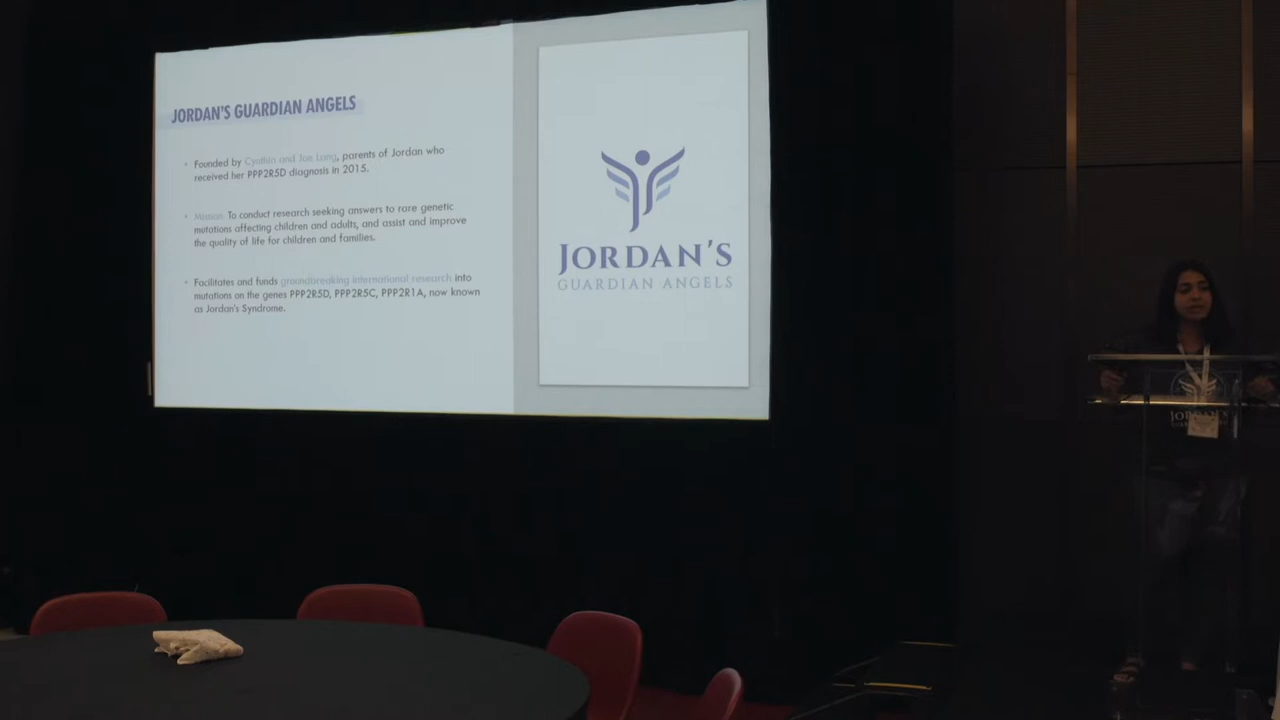 JORDAN'S GUARDIAN ANGELS
• Founded by Cynthia and Joe Lang, parents of Jordan who
received her PPP2R5D diagnosis in 2015.
• Mission: To conduct research seeking answers to rare genetic
mutations affecting children and adults, and assist and improve
the quality of life for children and families.
• Facilitates and funds groundbreaking international research into
mutations on the genes PPP2R5D, PPP2R5C, PPP2R1A, now known
as Jordan's Syndrome.
JORDAN'S
GUARDIAN ANGELS
JORDAN'S